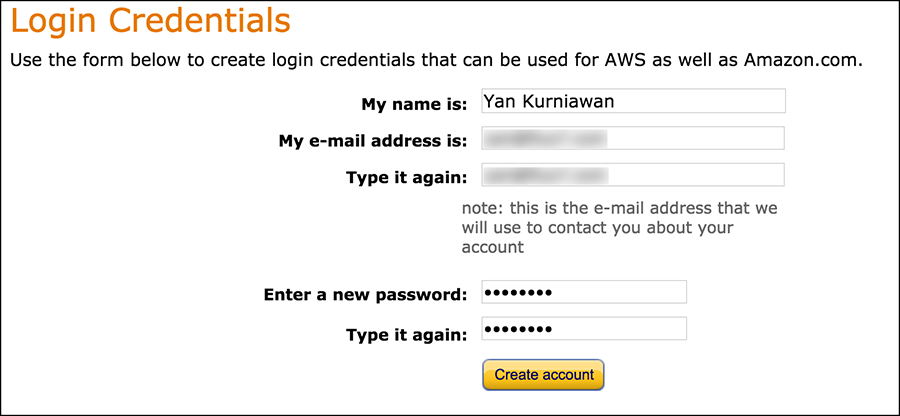 Login Credentials
Use the form below to create login credentials that can be used for AWS as well as Amazon.com.
My name is: Yan Kurniawan
My e-mail address is:
Type it again:
note: this is the e-mail address that we
will use to contact you about your
account
Enter a new password: ••••••••
Type it again: ••••••••
Create account